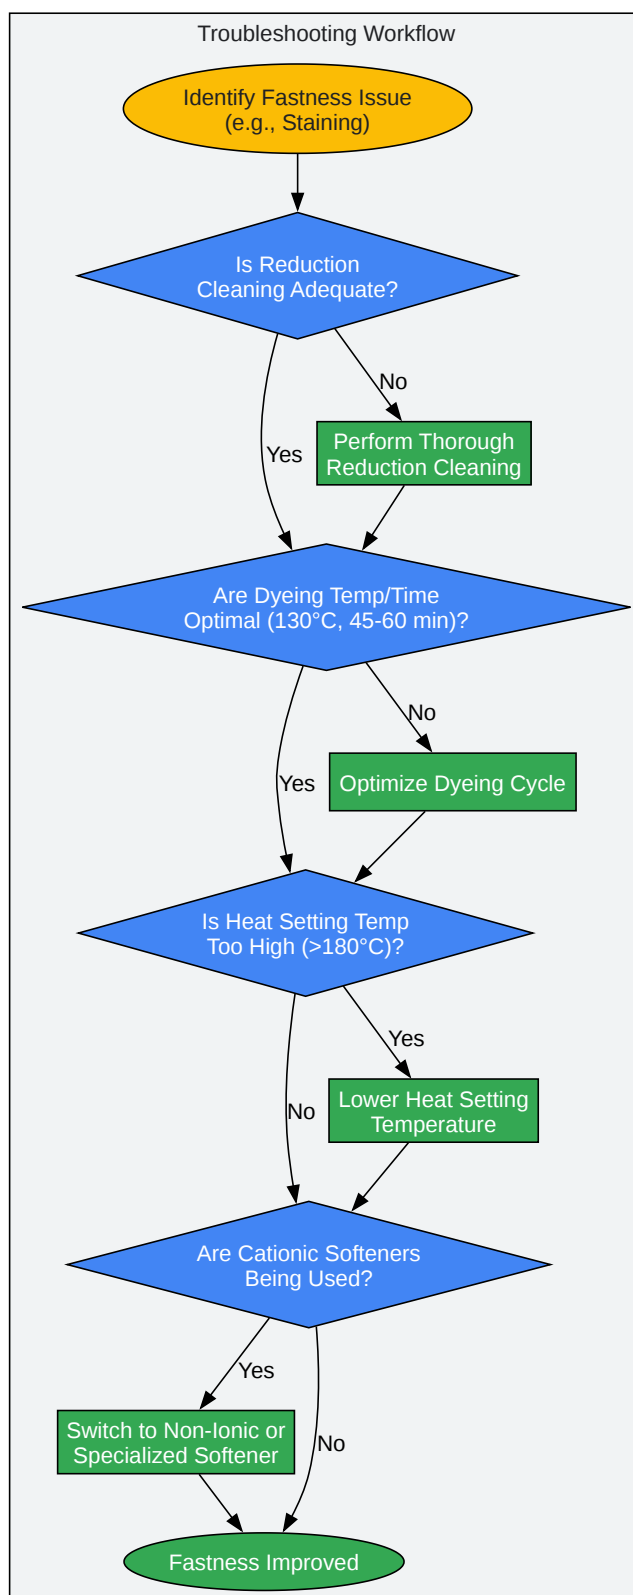 Troubleshooting Workflow
Identify Fastness Issue
(e.g., Staining)
Is Reduction
Cleaning Adequate?
No
Yes
Perform Thorough
Reduction Cleaning
Are Dyeing Temp/Time
Optimal (130°C, 45-60 min)?
No
Yes
Optimize Dyeing Cycle
Is Heat Setting Temp
Too High (>180°C)?
Yes
No
Lower Heat Setting
Temperature
Are Cationic Softeners
Being Used?
Yes
No
Switch to Non-Ionic or
Specialized Softener
Fastness Improved